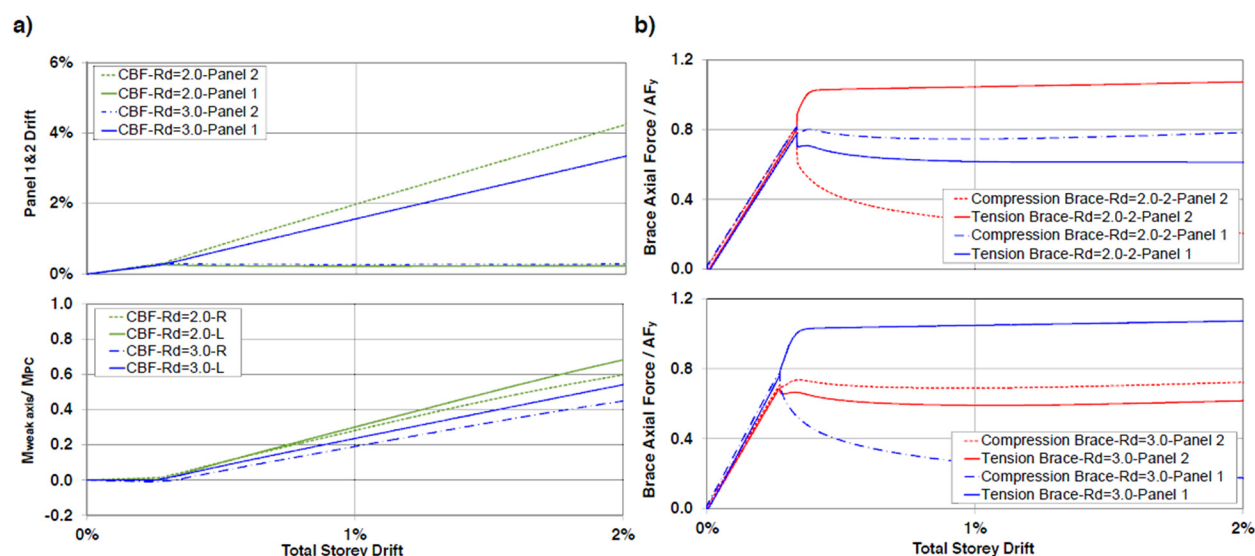 a)
Panel 1&2 Drift
6%
4%
2%
0%
CBF-Rd=2.0-Panel 2
CBF-Rd=2.0-Panel 1
CBF-Rd=3.0-Panel 2
CBF-Rd=3.0-Panel 1
Mweak axis/ MPC
1.0
0.8
0.6
0.4
0.2
0.0
-0.2
CBF-Rd=2.0-R
CBF-Rd=2.0-L
CBF-Rd=3.0-R
CBF-Rd=3.0-L
0%
1%
2%
Total Storey Drift
b)
Brace Axial Force / AFy
1.2
0.8
0.4
0.0
Compression Brace-Rd=2.0-2-Panel 2
Tension Brace-Rd=2.0-2-Panel 2
Compression Brace-Rd=2.0-2-Panel 1
Tension Brace-Rd=2.0-2-Panel 1
Brace Axial Force / AFy
1.2
0.8
0.4
0.0
Compression Brace-Rd=3.0-Panel 2
Tension Brace-Rd=3.0-Panel 2
Compression Brace-Rd=3.0-Panel 1
Tension Brace-Rd=3.0-Panel 1
0%
1%
2%
Total Storey Drift